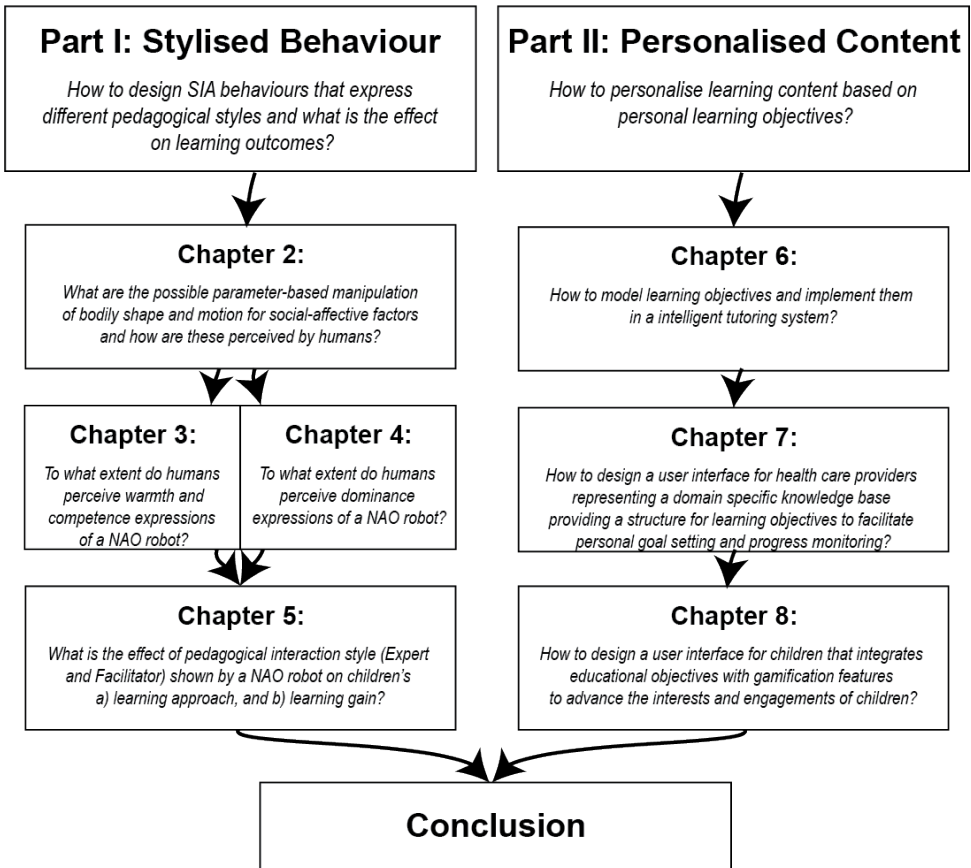 Part I: Stylised Behaviour
How to design SIA behaviours that express
different pedagogical styles and what is the effect
on learning outcomes?
Part II: Personalised Content
How to personalise learning content based on
personal learning objectives?
Chapter 2:
What are the possible parameter-based manipulation
of bodily shape and motion for social-affective factors
and how are these perceived by humans?
Chapter 3:
To what extent do humans
perceive warmth and
competence expressions
of a NAO robot?
Chapter 4:
To what extent do humans
perceive dominance
expressions of a NAO robot?
Chapter 5:
What is the effect of pedagogical interaction style (Expert
and Facilitator) shown by a NAO robot on children's
a) learning approach, and b) learning gain?
Chapter 6:
How to model learning objectives and implement them
in a intelligent tutoring system?
Chapter 7:
How to design a user interface for health care providers
representing a domain specific knowledge base
providing a structure for learning objectives to facilitate
personal goal setting and progress monitoring?
Chapter 8:
How to design a user interface for children that integrates
educational objectives with gamification features
to advance the interests and engagements of children?
Conclusion